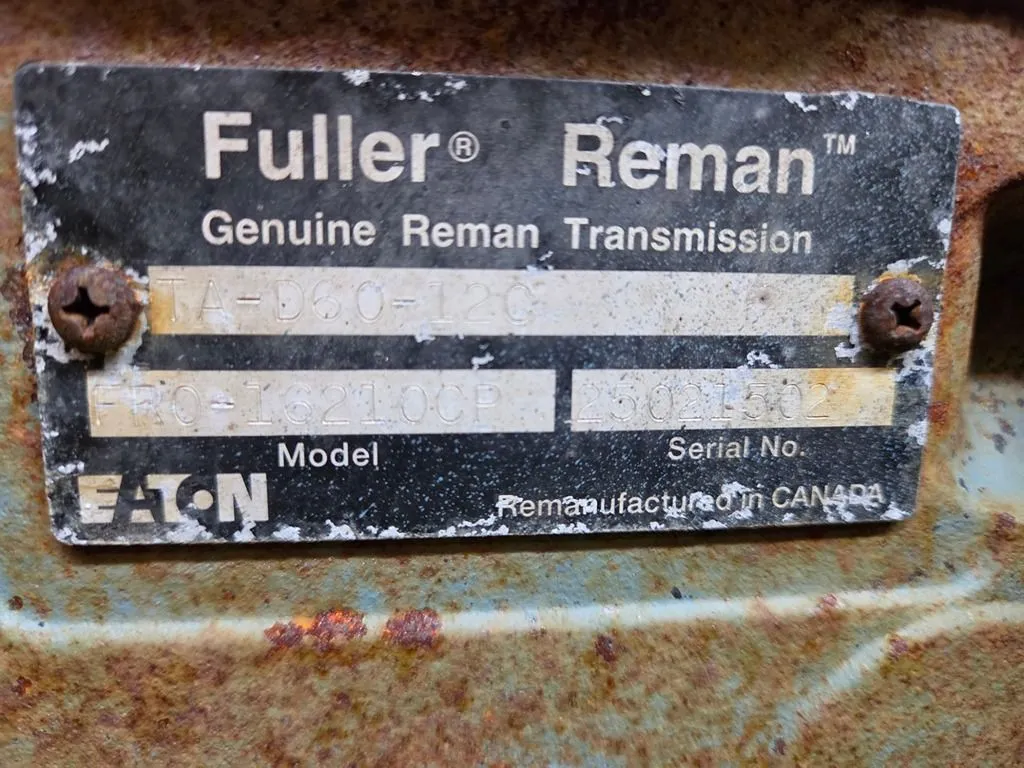 Fuller® Reman™
Genuine Reman Transmission
TA-D60-12C
FRO-16210CP 25021502
Model Serial No.
EATON Remanufactured in CANADA